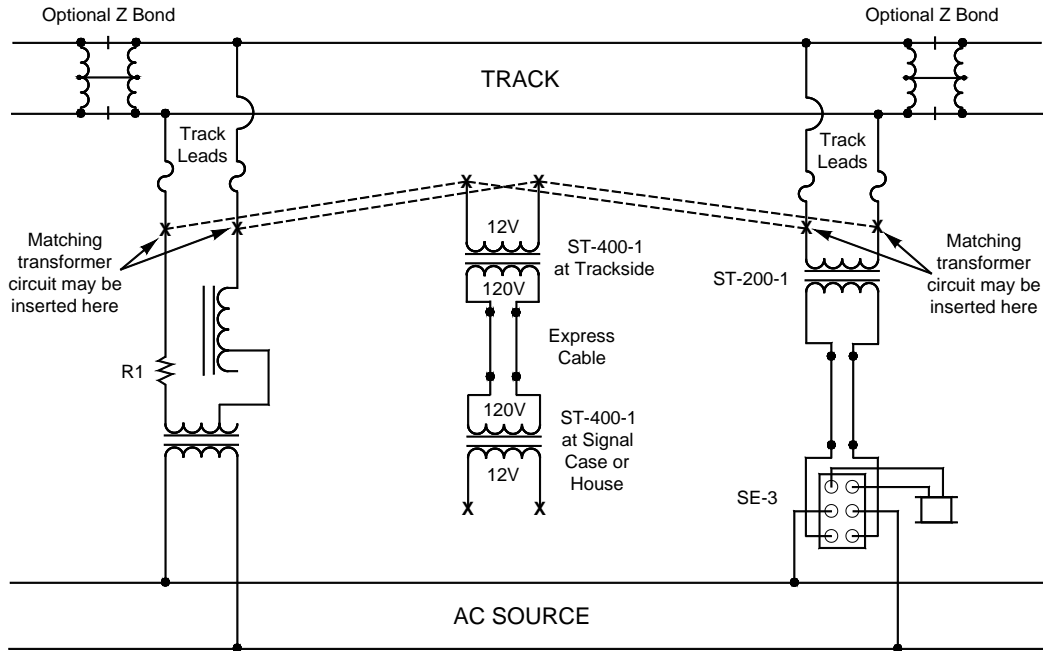 Optional Z Bond
Optional Z Bond
TRACK
Track
Leads
Track
Leads
X
X
12V
ST-400-1
at Trackside
120V
X
X
Matching
transformer
circuit may be
inserted here
X
X
ST-200-1
Matching
transformer
circuit may be
inserted here
Express
Cable
R1
120V
ST-400-1
at Signal
Case or
House
12V
X
X
SE-3
AC SOURCE